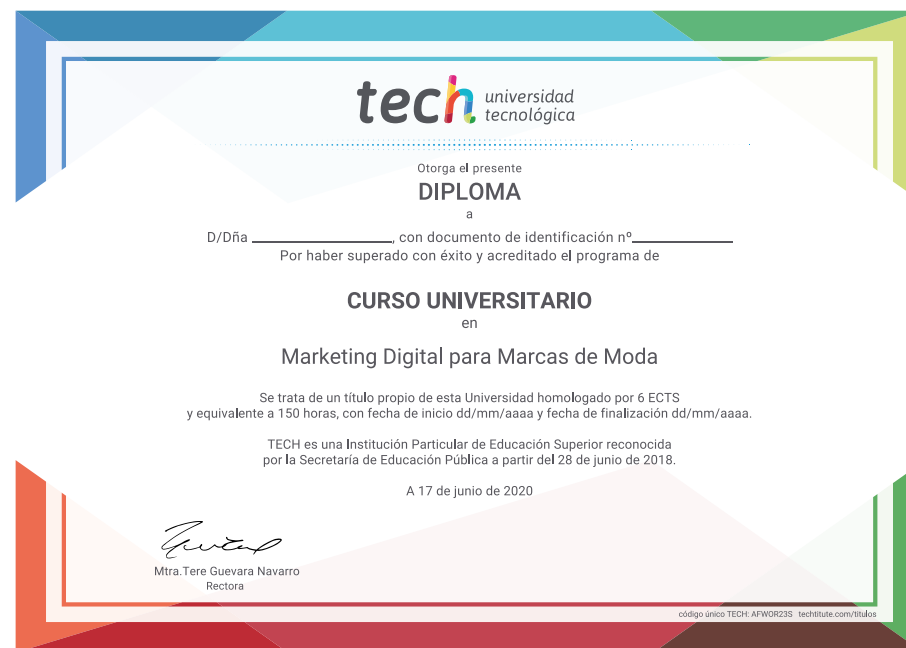 tech universidad
tecnológica
Otorga el presente
DIPLOMA
a
D/Dña ____________________, con documento de identificación nº______________
Por haber superado con éxito y acreditado el programa de
CURSO UNIVERSITARIO
en
Marketing Digital para Marcas de Moda
Se trata de un título propio de esta Universidad homologado por 6 ECTS
y equivalente a 150 horas, con fecha de inicio dd/mm/aaaa y fecha de finalización dd/mm/aaaa.
TECH es una Institución Particular de Educación Superior reconocida
por la Secretaría de Educación Pública a partir del 28 de junio de 2018.
A 17 de junio de 2020
Mtra.Tere Guevara Navarro
Rectora
código único TECH: AFWOR23S techtitute.com/titulos